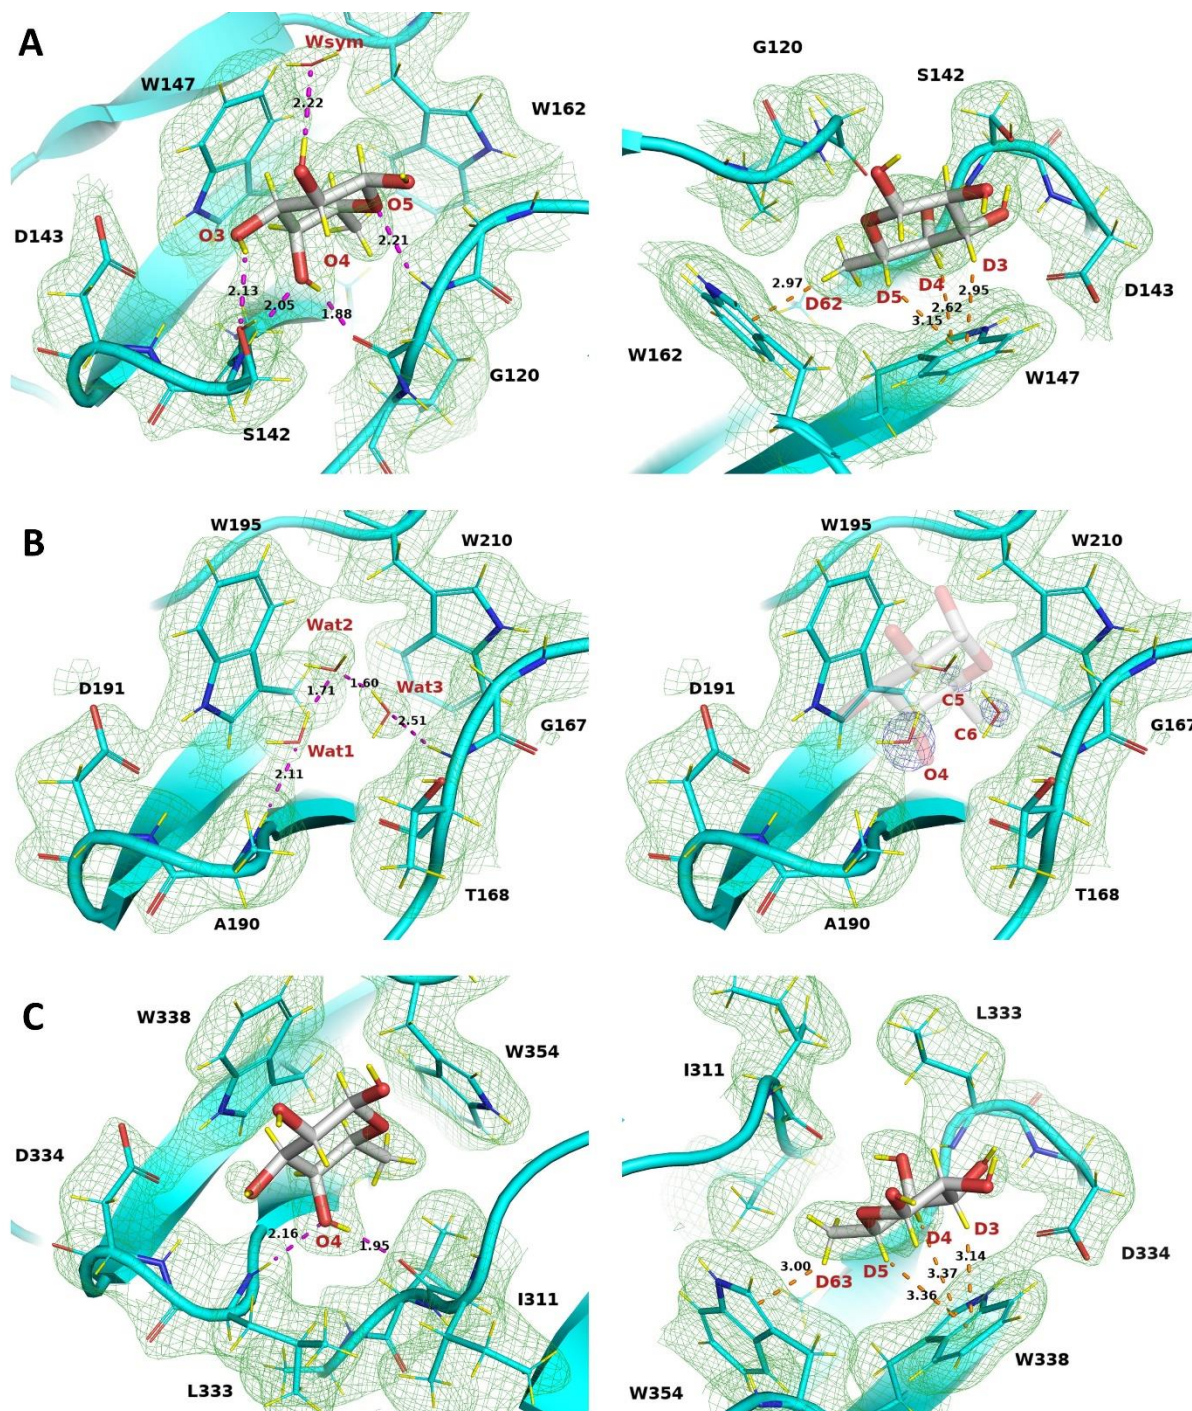 A
Wsym
W147
2.22
W162
O5
O3
D143
2.21
O4
2.13
2.05
1.88
G120
S142
G120
S142
D3
D4
D5
D62
2.97
2.95
2.62
3.15
D143
W162
W147
B
W195
W210
Wat2
1.71
1.60
Wat3
D191
2.51
G167
Wat1
2.11
T168
A190
W195
W210
D191
C5
C6
G167
O4
T168
A190
C
W338
W354
D334
2.16
O4
1.95
I311
L333
L333
I311
D3
D4
D5
D63
3.00
3.14
3.37
3.36
D334
W338
W354